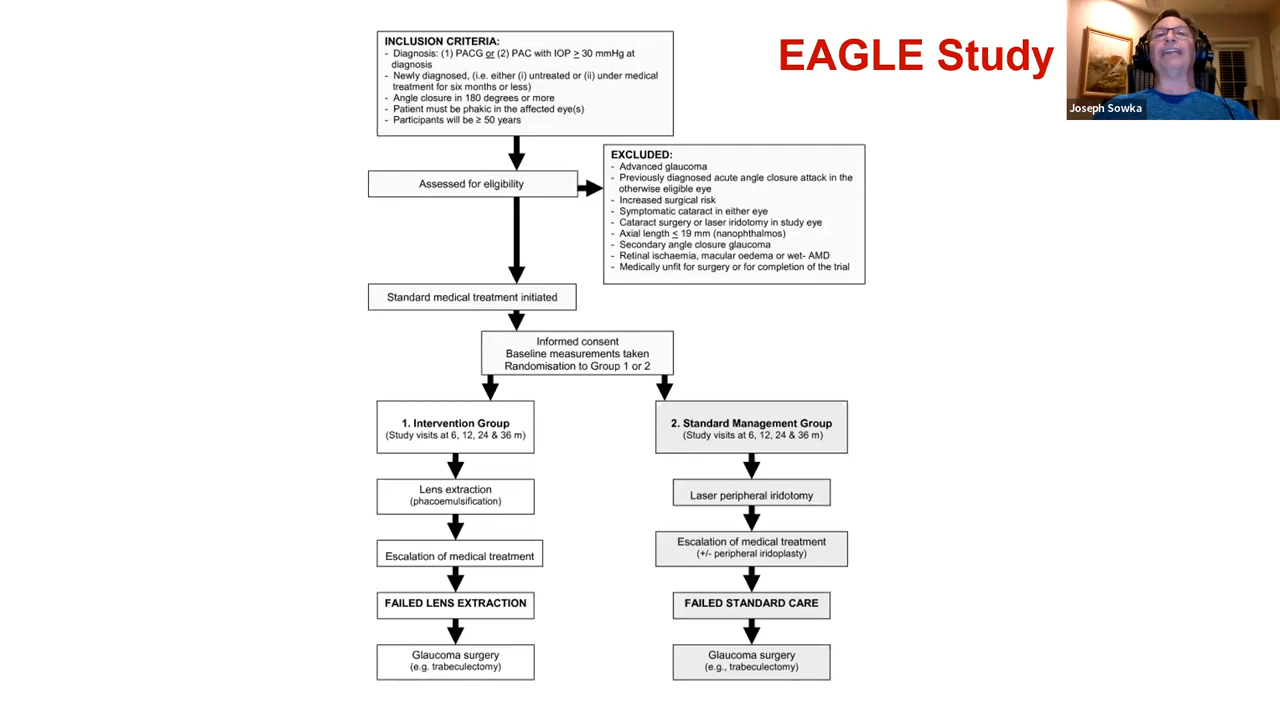 EAGLE Study
Joseph Sowka
INCLUSION CRITERIA:
- Diagnosis: (1) PACG or (2) PAC with IOP ≥ 30 mmHg at
diagnosis
- Newly diagnosed, (i.e. either (i) untreated or (ii) under medical
treatment for six months or less)
- Angle closure in 180 degrees or more
- Patient must be phakic in the affected eye(s)
- Participants will be ≥ 50 years
Assessed for eligibility
EXCLUDED:
- Advanced glaucoma
- Previously diagnosed acute angle closure attack in the
otherwise eligible eye
- Increased surgical risk
- Symptomatic cataract in either eye
- Cataract surgery or laser iridotomy in study eye
- Axial length ≤ 19 mm (nanophthalmos)
- Secondary angle closure glaucoma
- Retinal ischaemia, macular oedema or wet- AMD
- Medically unfit for surgery or for completion of the trial
Standard medical treatment initiated
Informed consent
Baseline measurements taken
Randomisation to Group 1 or 2
1. Intervention Group
(Study visits at 6, 12, 24 & 36 m)
Lens extraction
(phacoemulsification)
Escalation of medical treatment
FAILED LENS EXTRACTION
Glaucoma surgery
(e.g. trabeculectomy)
2. Standard Management Group
(Study visits at 6, 12, 24 & 36 m)
Laser peripheral iridotomy
Escalation of medical treatment
(+/- peripheral iridoplasty)
FAILED STANDARD CARE
Glaucoma surgery
(e.g., trabeculectomy)